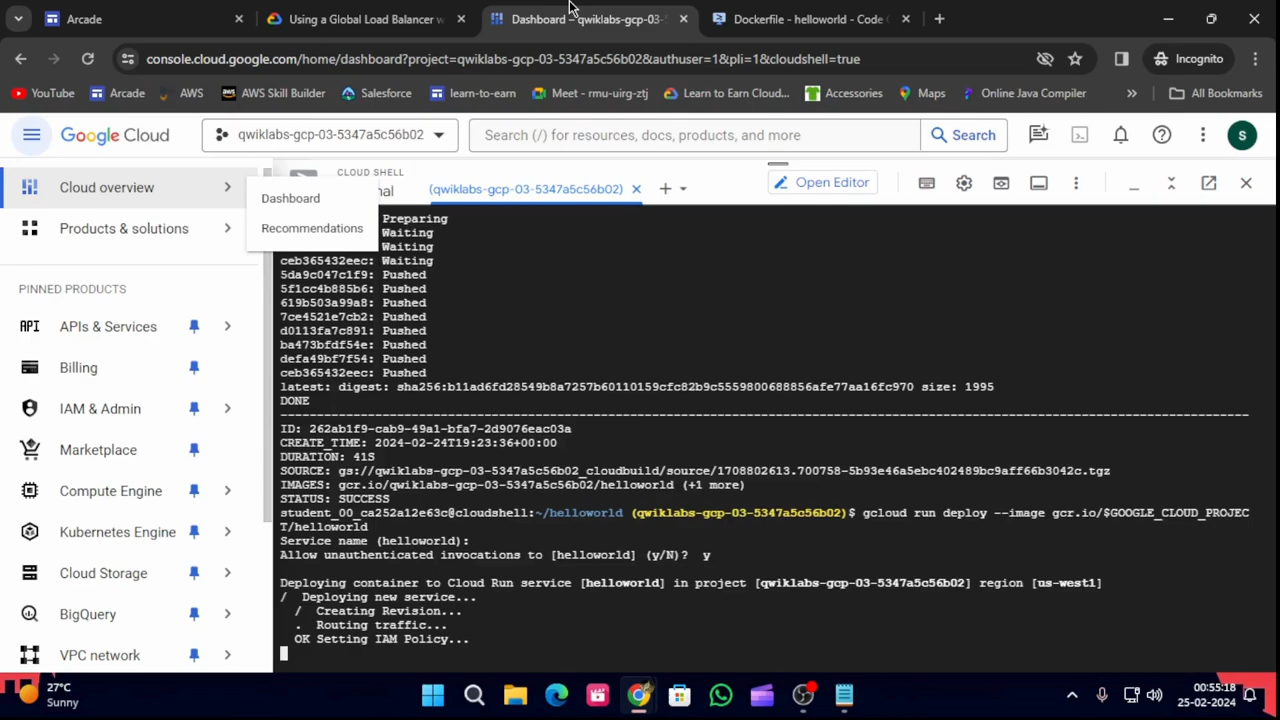 Arcade
Using a Global Load Balancer w
Dashboard – qwiklabs-gcp-03-
Dockerfile - helloworld - Code
console.cloud.google.com/home/dashboard?project=qwiklabs-gcp-03-5347a5c56b02&authuser=1&pli=1&cloudshell=true
Incognito
YouTube
Arcade
AWS
AWS Skill Builder
Salesforce
learn-to-earn
Meet - rmu-uirg-ztj
Learn to Earn Cloud...
Accessories
Maps
Online Java Compiler
All Bookmarks
Google Cloud
qwiklabs-gcp-03-5347a5c56b02
Search (/) for resources, docs, products, and more
Search
S
Cloud overview
Products & solutions
Dashboard
Recommendations
PINNED PRODUCTS
API APIs & Services
Billing
IAM & Admin
Marketplace
Compute Engine
Kubernetes Engine
Cloud Storage
BigQuery
VPC network
CLOUD SHELL
nal
(qwiklabs-gcp-03-5347a5c56b02)
Open Editor
Preparing
Waiting
Waiting
ceb365432eec: Waiting
5da9c047c1f9: Pushed
5f1cc4b885b6: Pushed
619b503a99a8: Pushed
7ce4521e7cb2: Pushed
d0113fa7c891: Pushed
ba473bfdf54e: Pushed
defa49bf7f54: Pushed
ceb365432eec: Pushed
latest: digest: sha256:b11ad6fd28549b8a7257b60110159cfc82b9c5559800688856afe77aa16fc970 size: 1995
DONE
--------------------------------------------------------------------------------
ID: 262ab1f9-cab9-49a1-bfa7-2d9076eac03a
CREATE_TIME: 2024-02-24T19:23:36+00:00
DURATION: 41S
SOURCE: gs://qwiklabs-gcp-03-5347a5c56b02_cloudbuild/source/1708802613.700758-5b93e46a5ebc402489bc9aff66b3042c.tgz
IMAGES: gcr.io/qwiklabs-gcp-03-5347a5c56b02/helloworld (+1 more)
STATUS: SUCCESS
student_00_ca252a12e63c@cloudshell:~/helloworld (qwiklabs-gcp-03-5347a5c56b02)$ gcloud run deploy --image gcr.io/$GOOGLE_CLOUD_PROJEC
T/helloworld
Service name (helloworld):
Allow unauthenticated invocations to [helloworld] (y/N)? y
Deploying container to Cloud Run service [helloworld] in project [qwiklabs-gcp-03-5347a5c56b02] region [us-west1]
/ Deploying new service...
/ Creating Revision...
. Routing traffic...
OK Setting IAM Policy...
27°C
Sunny
00:55:18
25-02-2024